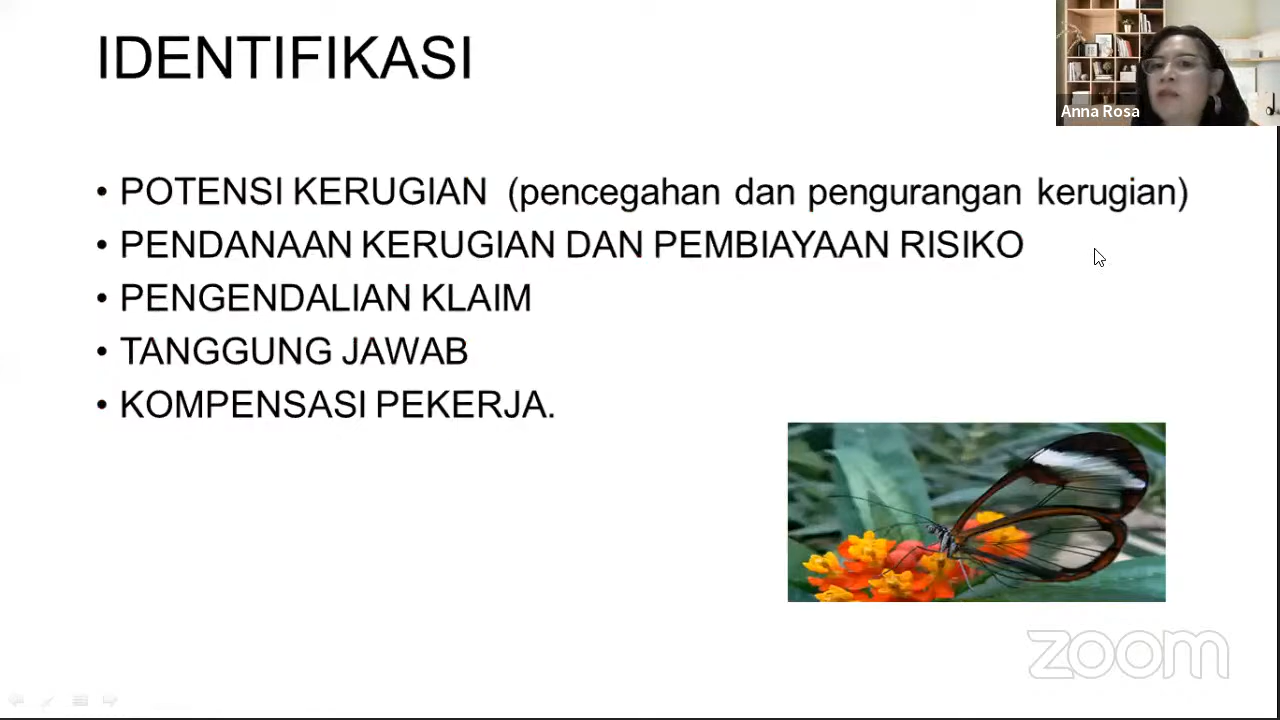 IDENTIFIKASI
Anna Rosa
• POTENSI KERUGIAN (pencegahan dan pengurangan kerugian)
• PENDANAAN KERUGIAN DAN PEMBIAYAAN RISIKO
• PENGENDALIAN KLAIM
• TANGGUNG JAWAB
• KOMPENSASI PEKERJA.
zoom